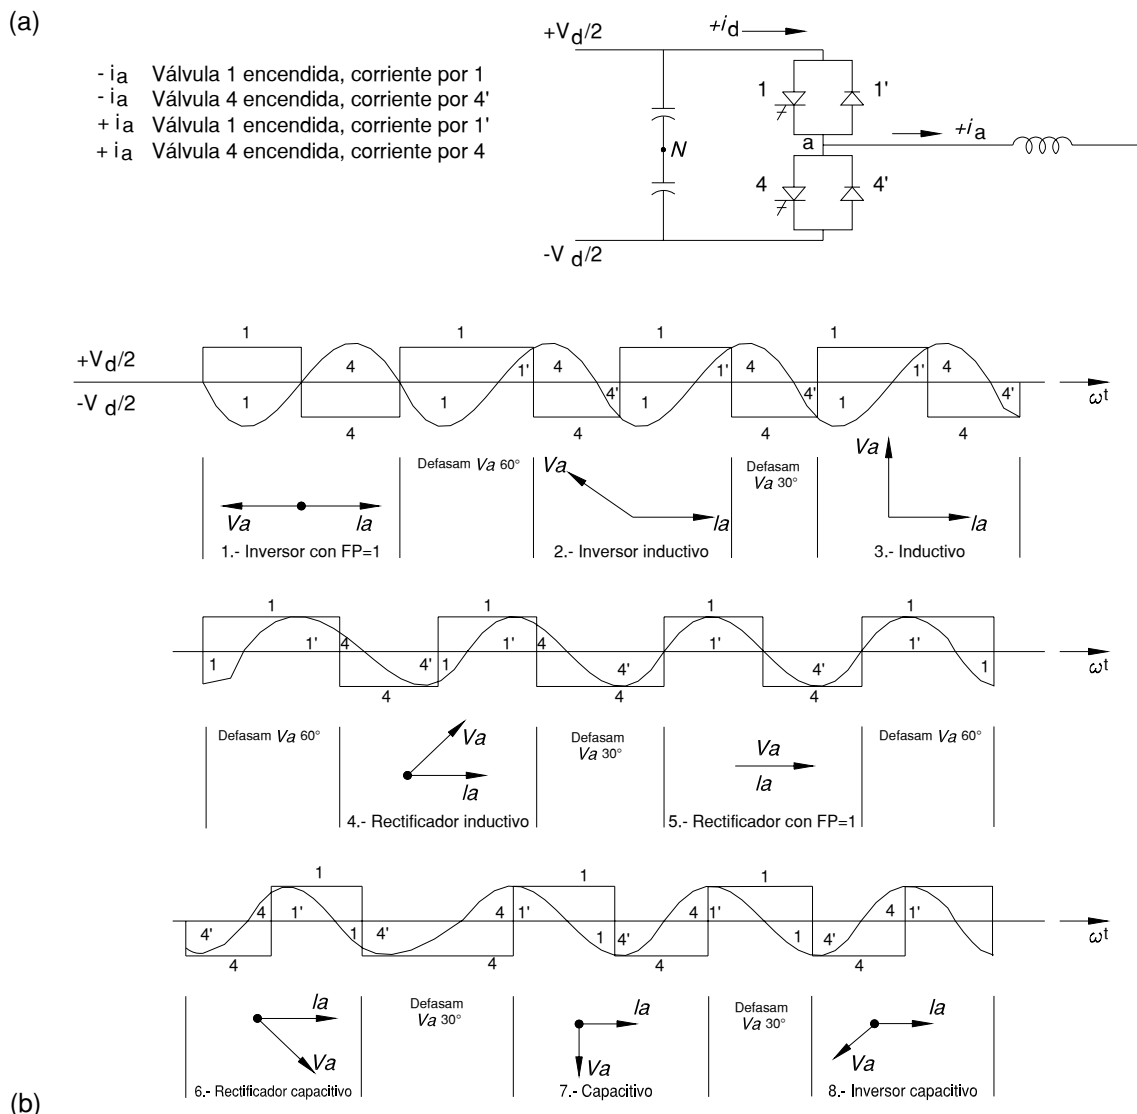 (a)
- ia Válvula 1 encendida, corriente por 1
- ia Válvula 4 encendida, corriente por 4'
+ ia Válvula 1 encendida, corriente por 1'
+ ia Válvula 4 encendida, corriente por 4
+Vd/2
+id
1
1'
N
a
+ia
4
4'
-Vd/2
1 1 1 1
+Vd/2
-Vd/2
4 1' 4 1' 4 1' 4
1 1 4' 1 4' 1 4'
4 4 4 4
ωt
Defasam Va 60°
Defasam
Va 30°
Va Ia
1.- Inversor con FP=1
Va Ia
2.- Inversor inductivo
Va Ia
3.- Inductivo
1 1 1 1
1' 4 1' 4 1' 1'
1 4' 1 4' 4' 1
4 4 4
ωt
Defasam Va 60°
Va
Ia
4.- Rectificador inductivo
Defasam
Va 30°
Va
Ia
5.- Rectificador con FP=1
Defasam Va 60°
1 1 1
4 1' 4 1' 4 1' 4 1'
4' 1 4' 1 4' 1 4'
4 4 4 4
ωt
Ia
Va
6.- Rectificador capacitivo
Defasam
Va 30°
Ia
Va
7.- Capacitivo
Defasam
Va 30°
Ia
Va
8.- Inversor capacitivo
(b)